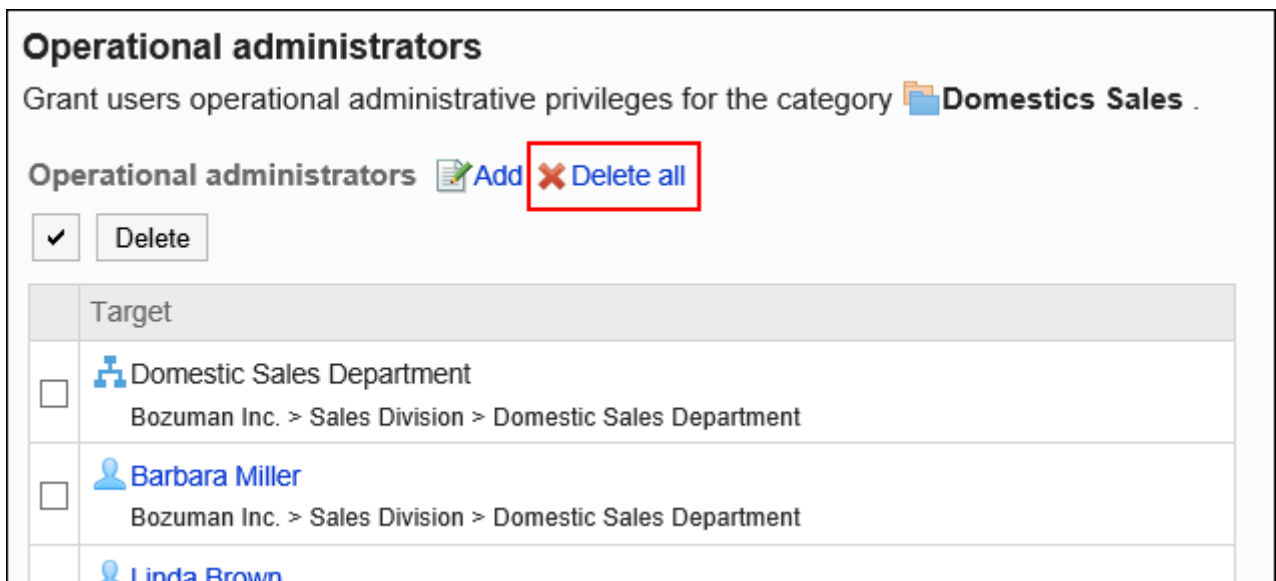 Operational administrators
Grant users operational administrative privileges for the category Domestics Sales .
Operational administrators Add Delete all
Delete
Target
Domestic Sales Department
Bozuman Inc. > Sales Division > Domestic Sales Department
Barbara Miller
Bozuman Inc. > Sales Division > Domestic Sales Department
Linda Brown